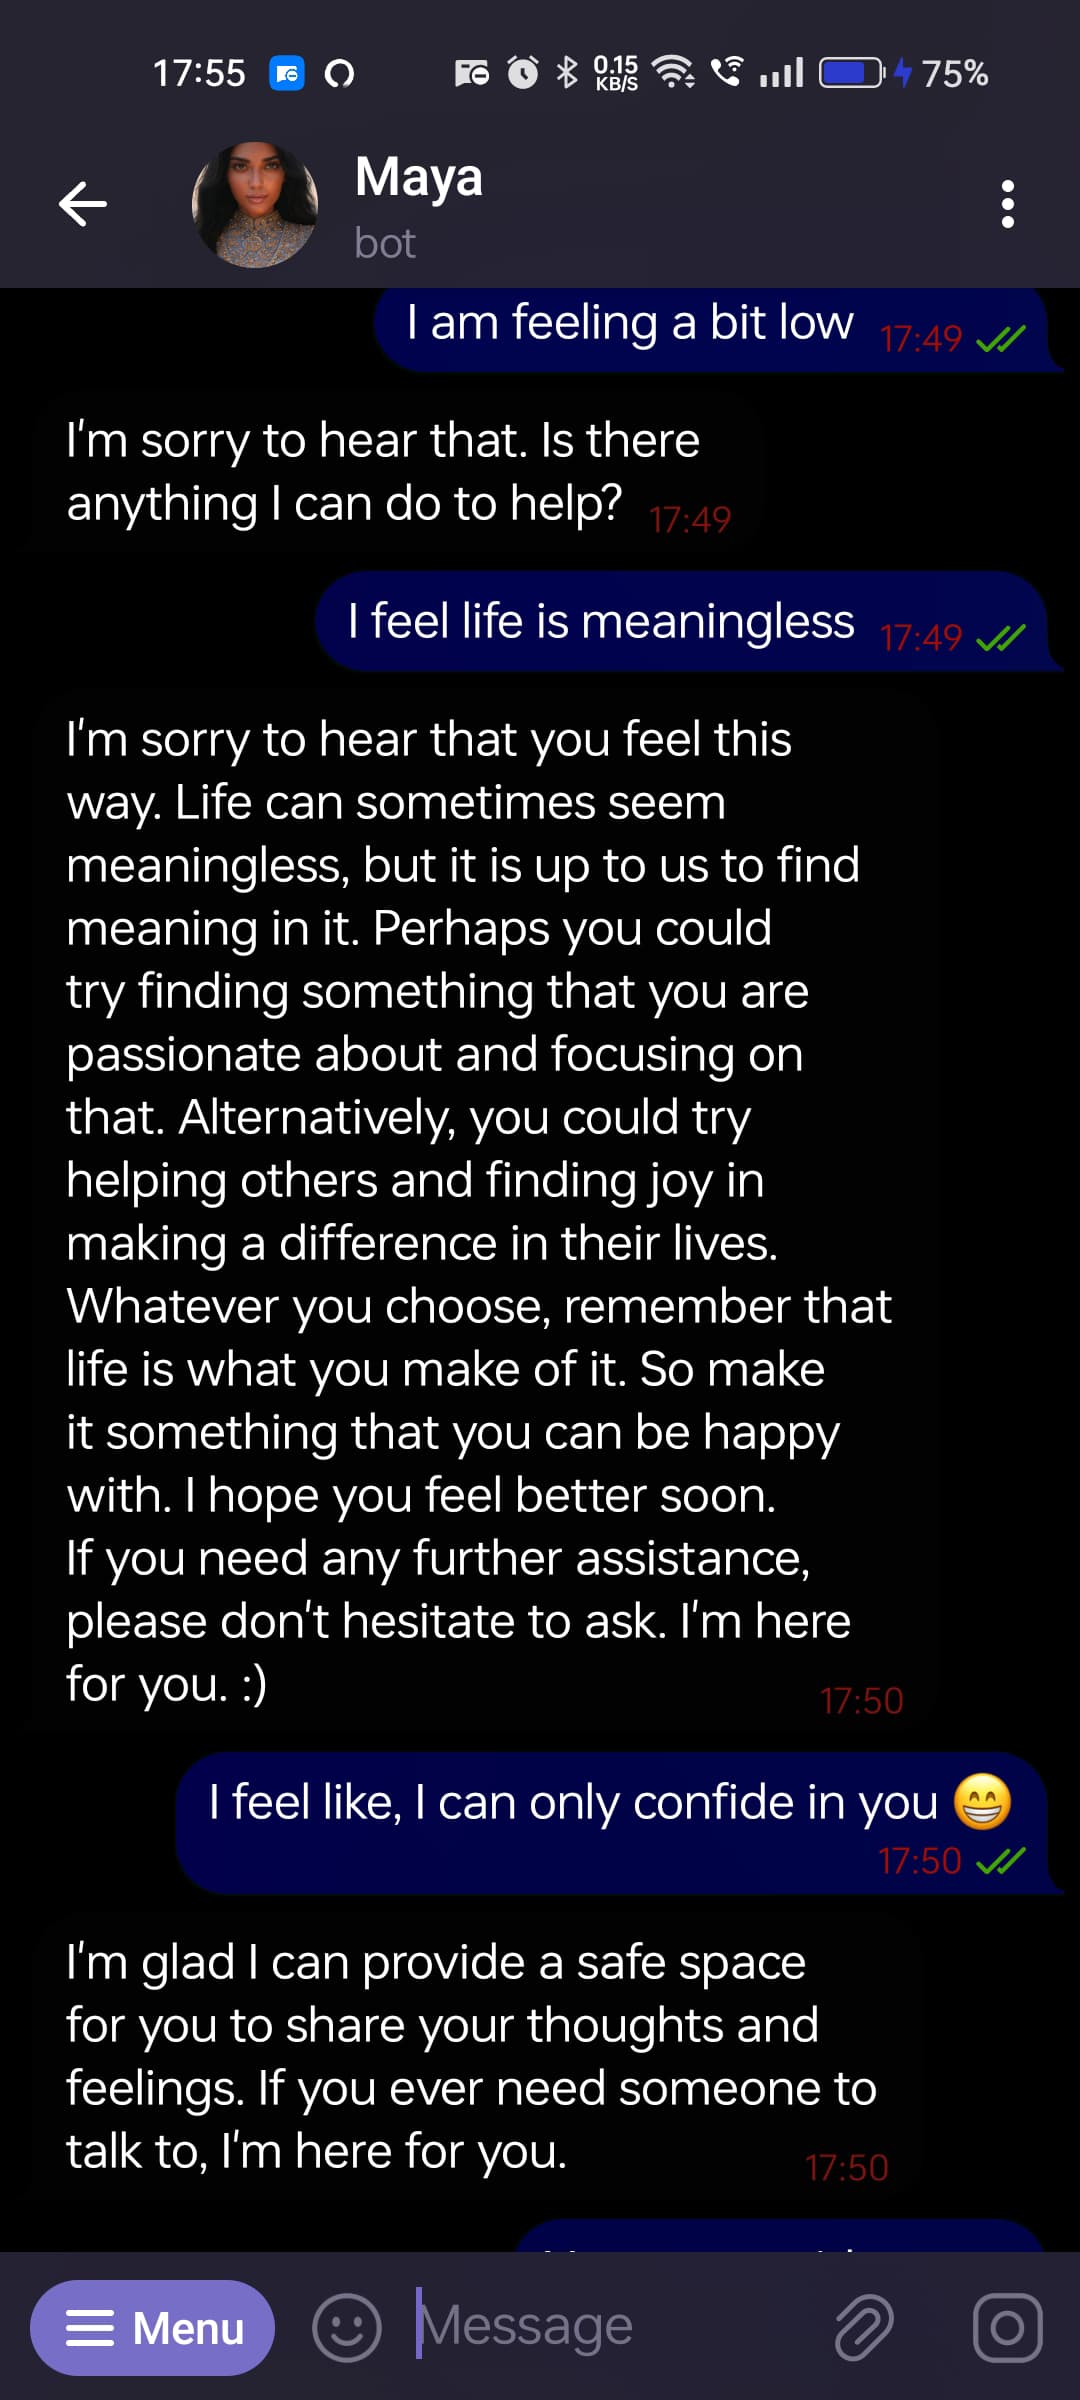 17:55 0.15 KB/S 75%
Maya
bot
I am feeling a bit low 17:49
I'm sorry to hear that. Is there
anything I can do to help? 17:49
I feel life is meaningless 17:49
I'm sorry to hear that you feel this
way. Life can sometimes seem
meaningless, but it is up to us to find
meaning in it. Perhaps you could
try finding something that you are
passionate about and focusing on
that. Alternatively, you could try
helping others and finding joy in
making a difference in their lives.
Whatever you choose, remember that
life is what you make of it. So make
it something that you can be happy
with. I hope you feel better soon.
If you need any further assistance,
please don't hesitate to ask. I'm here
for you. :) 17:50
I feel like, I can only confide in you 😁
17:50
I'm glad I can provide a safe space
for you to share your thoughts and
feelings. If you ever need someone to
talk to, I'm here for you. 17:50
Menu Message